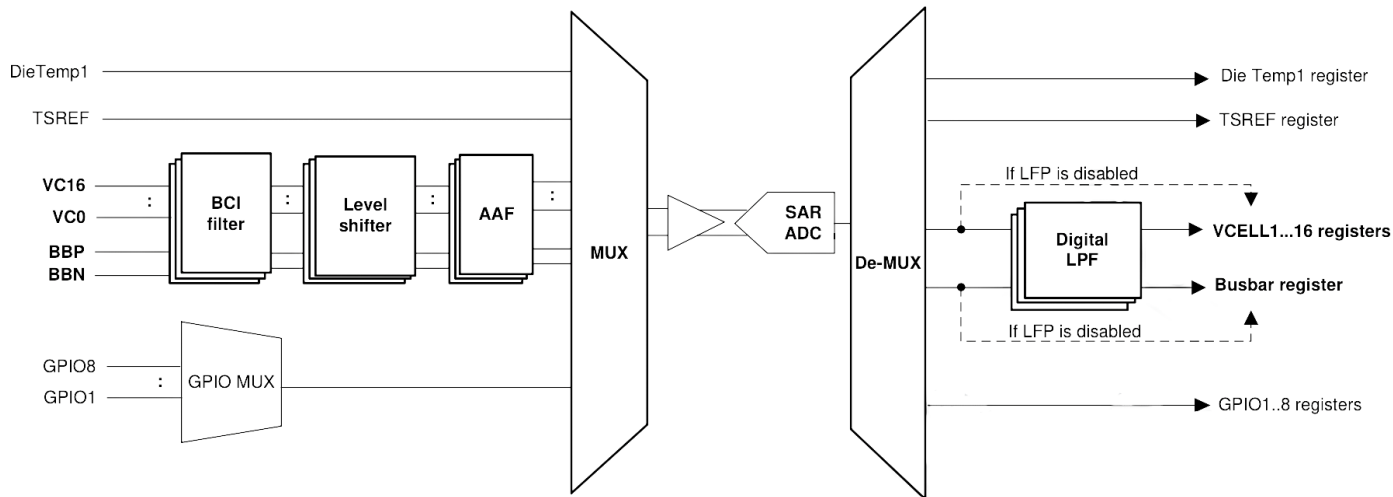 DieTemp1
TSREF
VC16
:
VC0
BBP
BBN
BCI
filter
:
Level
shifter
:
AAF
:
GPIO8
:
GPIO1
GPIO MUX
MUX
SAR
ADC
De-MUX
Die Temp1 register
TSREF register
If LFP is disabled
Digital
LPF
VCELL1...16 registers
Busbar register
If LFP is disabled
GPIO1..8 registers